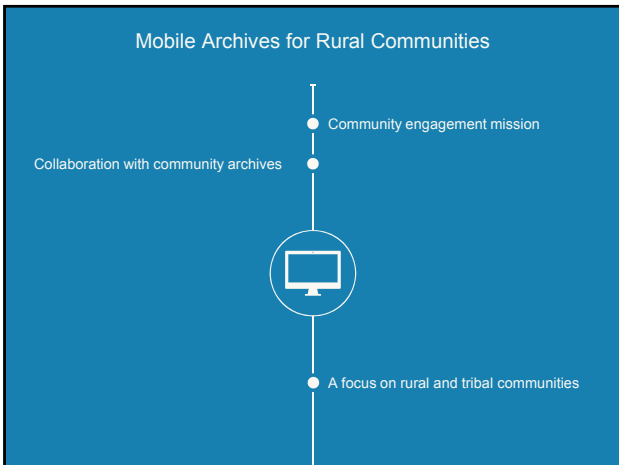 Mobile Archives for Rural Communities
Community engagement mission
Collaboration with community archives
A focus on rural and tribal communities